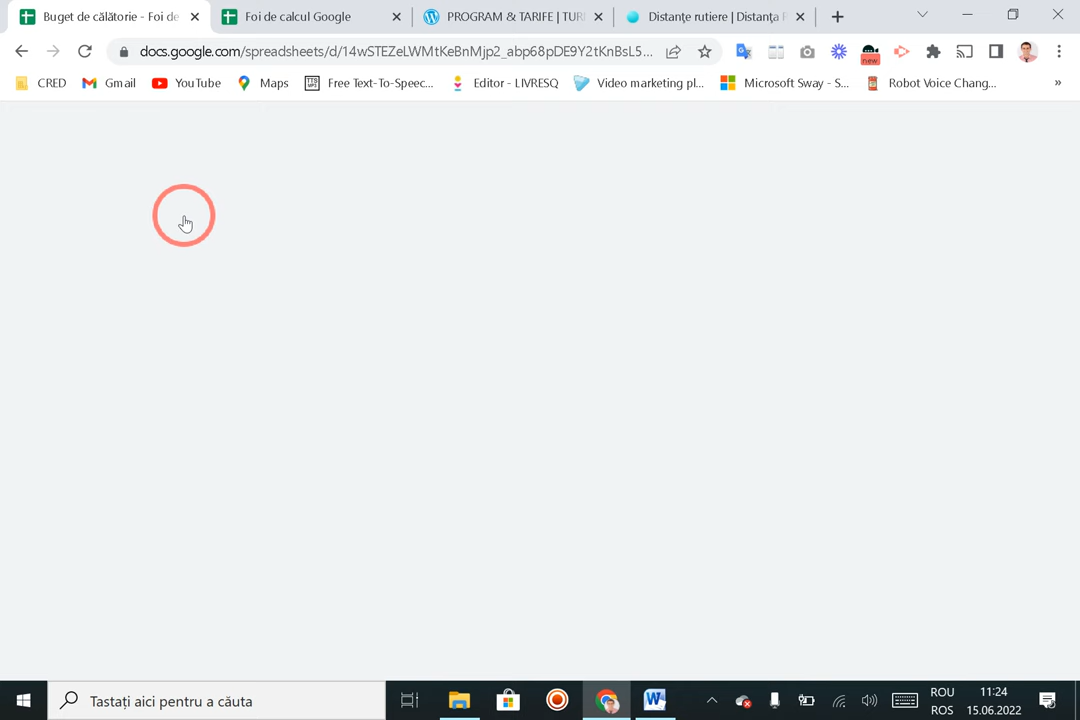 Buget de călătorie - Foi de
Foi de calcul Google
PROGRAM & TARIFE | TURI
Distanțe rutiere | Distanța R
docs.google.com/spreadsheets/d/14wSTEZeLWMtKeBnMjp2_abp68pDE9Y2tKnBsL5...
new
CRED
Gmail
YouTube
Maps
Free Text-To-Speec...
Editor - LIVRESQ
Video marketing pl...
Microsoft Sway - S...
Robot Voice Chang...
»
Tastați aici pentru a căuta
ROU
ROS
11:24
15.06.2022